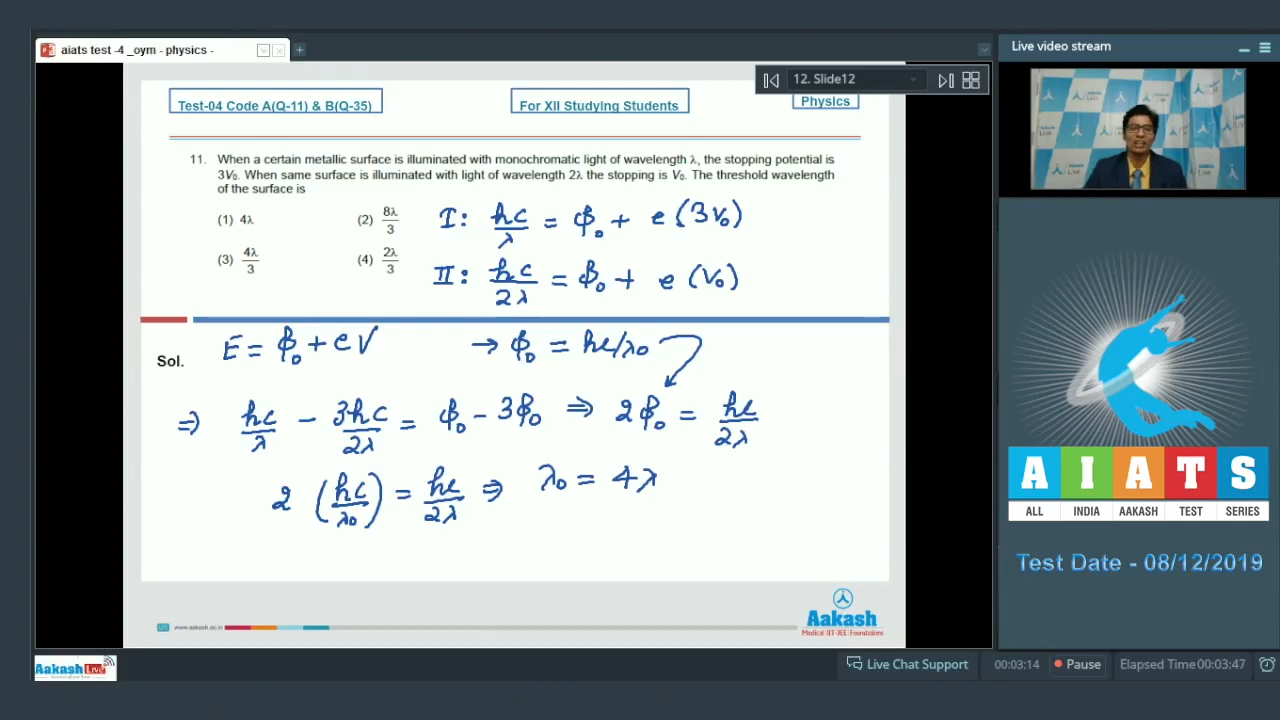 aiats test -4 _oym - physics -
Live video stream
12. Slide12
Test-04 Code A(Q-11) & B(Q-35)
For XII Studying Students
Physics
11. When a certain metallic surface is illuminated with monochromatic light of wavelength λ, the stopping potential is
3V₀. When same surface is illuminated with light of wavelength 2λ the stopping is V₀. The threshold wavelength
of the surface is
(1) 4λ (2) 8λ/3
(3) 4λ/3 (4) 2λ/3
I: hc/λ = ϕ₀ + e(3V₀)
II: hc/2λ = ϕ₀ + e(V₀)
Sol. E = ϕ₀ + eV → ϕ₀ = hc/λ₀
⇒ hc/λ - 3hc/2λ = ϕ₀ - 3ϕ₀ ⇒ 2ϕ₀ = hc/2λ
2(hc/λ₀) = hc/2λ ⇒ λ₀ = 4λ
www.aakash.ac.in
Aakash
Medical|IIT-JEE|Foundations
A I A T S
ALL INDIA AAKASH TEST SERIES
Test Date - 08/12/2019
Aakash Live
Live Chat Support
00:03:14
Pause
Elapsed Time 00:03:47